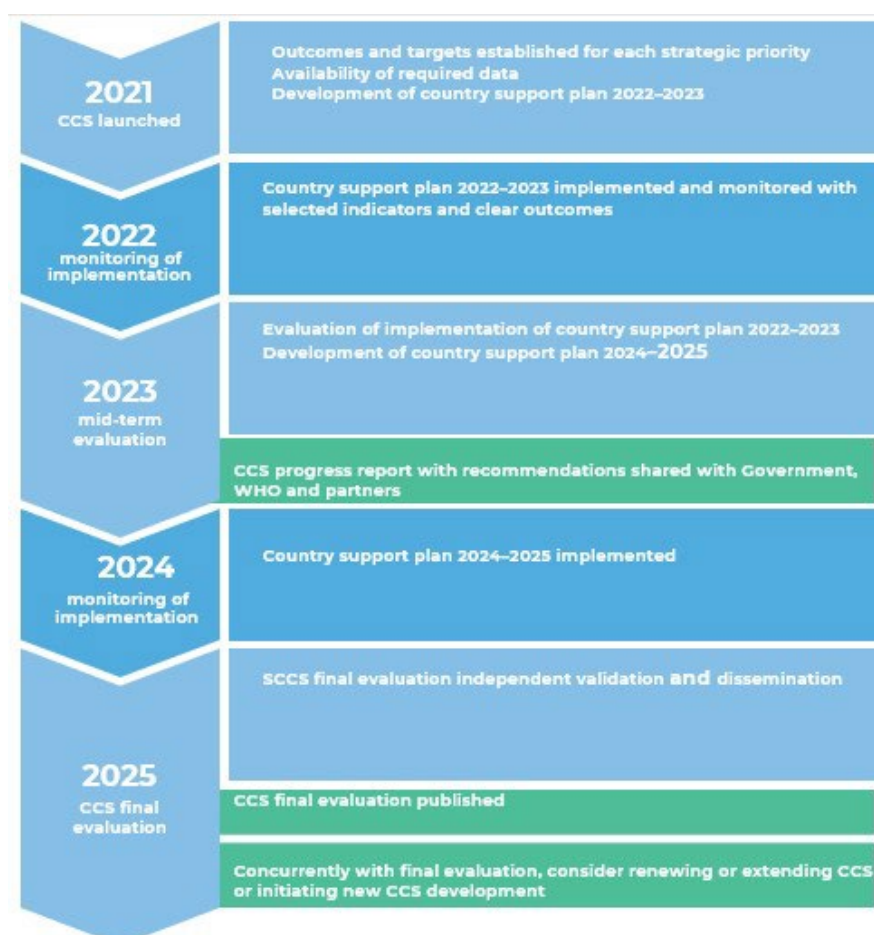 2021
CCS launched
Outcomes and targets established for each strategic priority
Availability of required data
Development of country support plan 2022–2023
2022
monitoring of
implementation
Country support plan 2022–2023 implemented and monitored with
selected indicators and clear outcomes
2023
mid-term
evaluation
Evaluation of implementation of country support plan 2022–2023
Development of country support plan 2024–2025
CCS progress report with recommendations shared with Government,
WHO and partners
2024
monitoring of
implementation
Country support plan 2024–2025 implemented
2025
CCS final
evaluation
SCCS final evaluation independent validation and dissemination
CCS final evaluation published
Concurrently with final evaluation, consider renewing or extending CCS
or initiating new CCS development